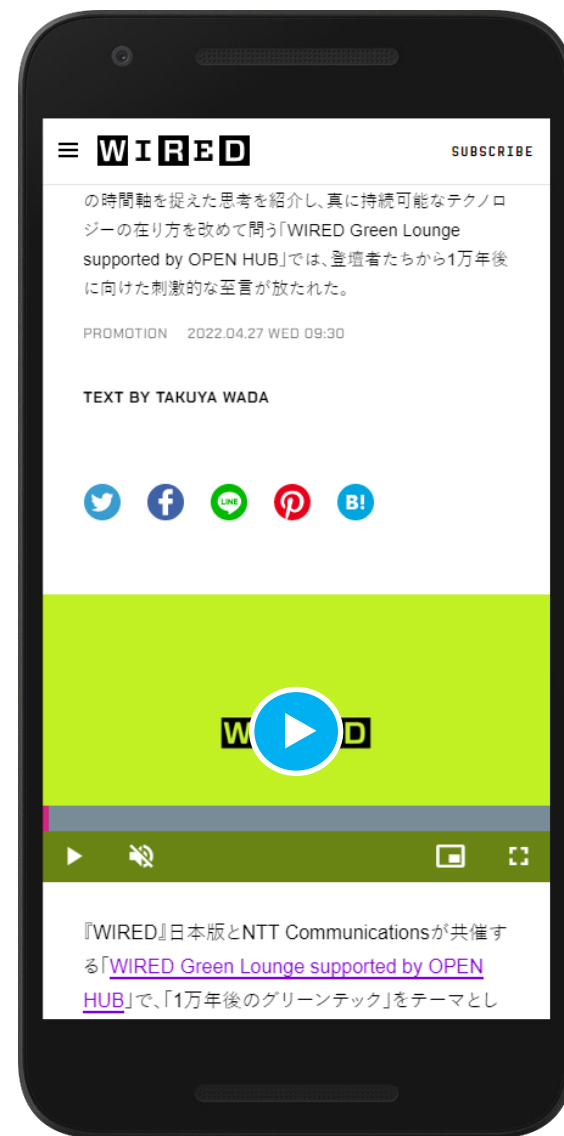 WIRED
SUBSCRIBE
の時間軸を捉えた思考を紹介し、真に持続可能なテクノロ
ジーの在り方を改めて問う「WIRED Green Lounge
supported by OPEN HUB」では、登壇者たちから1万年後
に向けた刺激的な至言が放たれた。
PROMOTION 2022.04.27 WED 09:30
TEXT BY TAKUYA WADA
LINE
B!
W D
『WIRED』日本版とNTT Communicationsが共催す
る「WIRED Green Lounge supported by OPEN
HUB」で、「1万年後のグリーンテック」をテーマとし